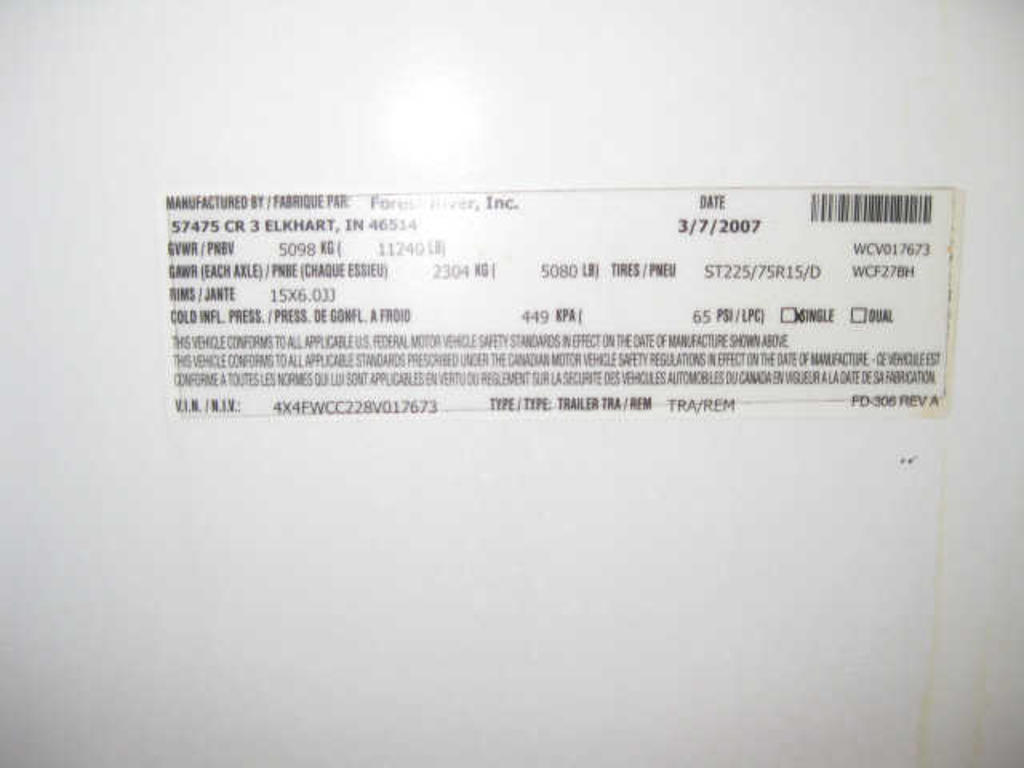 MANUFACTURED BY / FABRIQUE PAR: Forest River, Inc. DATE
57475 CR 3 ELKHART, IN 46514 3/7/2007
GVWR / PNBV 5098 KG ( 11240 LB) WCV017673
GAWR (EACH AXLE) / PNBE (CHAQUE ESSIEU) 2304 KG ( 5080 LB) TIRES / PNEU ST225/75R15/D WCF27BH
RIMS / JANTE 15X6.0JJ
COLD INFL. PRESS. / PRESS. DE GONFL. A FROID 449 KPA ( 65 PSI / LPC) SINGLE DUAL
THIS VEHICLE CONFORMS TO ALL APPLICABLE U.S. FEDERAL MOTOR VEHICLE SAFETY STANDARDS IN EFFECT ON THE DATE OF MANUFACTURE SHOWN ABOVE.
THIS VEHICLE CONFORMS TO ALL APPLICABLE STANDARDS PRESCRIBED UNDER THE CANADIAN MOTOR VEHICLE SAFETY REGULATIONS IN EFFECT ON THE DATE OF MANUFACTURE - CE VEHICULE EST
CONFORME A TOUTES LES NORMES QUI LUI SONT APPLICABLES EN VERTU DU REGLEMENT SUR LA SECURITE DES VEHICULES AUTOMOBILES DU CANADA EN VIGUEUR A LA DATE DE SA FABRICATION.
V.I.N. / N.I.V.: 4X4FWCC228V017673 TYPE / TYPE: TRAILER TRA / REM TRA/REM FD-306 REV A